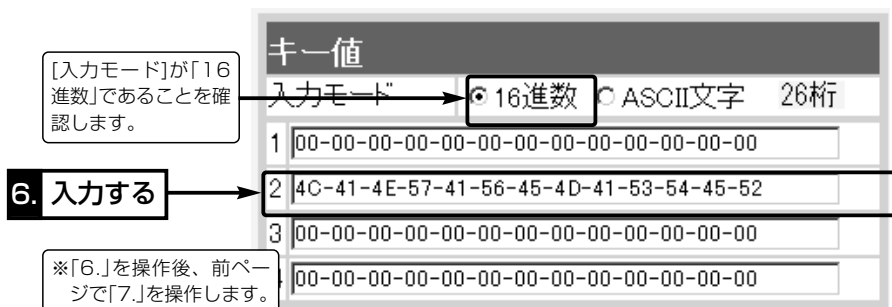 キー値
[入力モード]が「16
進数」であることを確
認します。
入力モード 16進数 ASCII文字 26桁
1 00-00-00-00-00-00-00-00-00-00-00-00-00
6. 入力する
2 4C-41-4E-57-41-56-45-4D-41-53-54-45-52
3 00-00-00-00-00-00-00-00-00-00-00-00-00
※「6.」を操作後、前ペー
ジで「7.」を操作します。
00-00-00-00-00-00-00-00-00-00-00-00-00